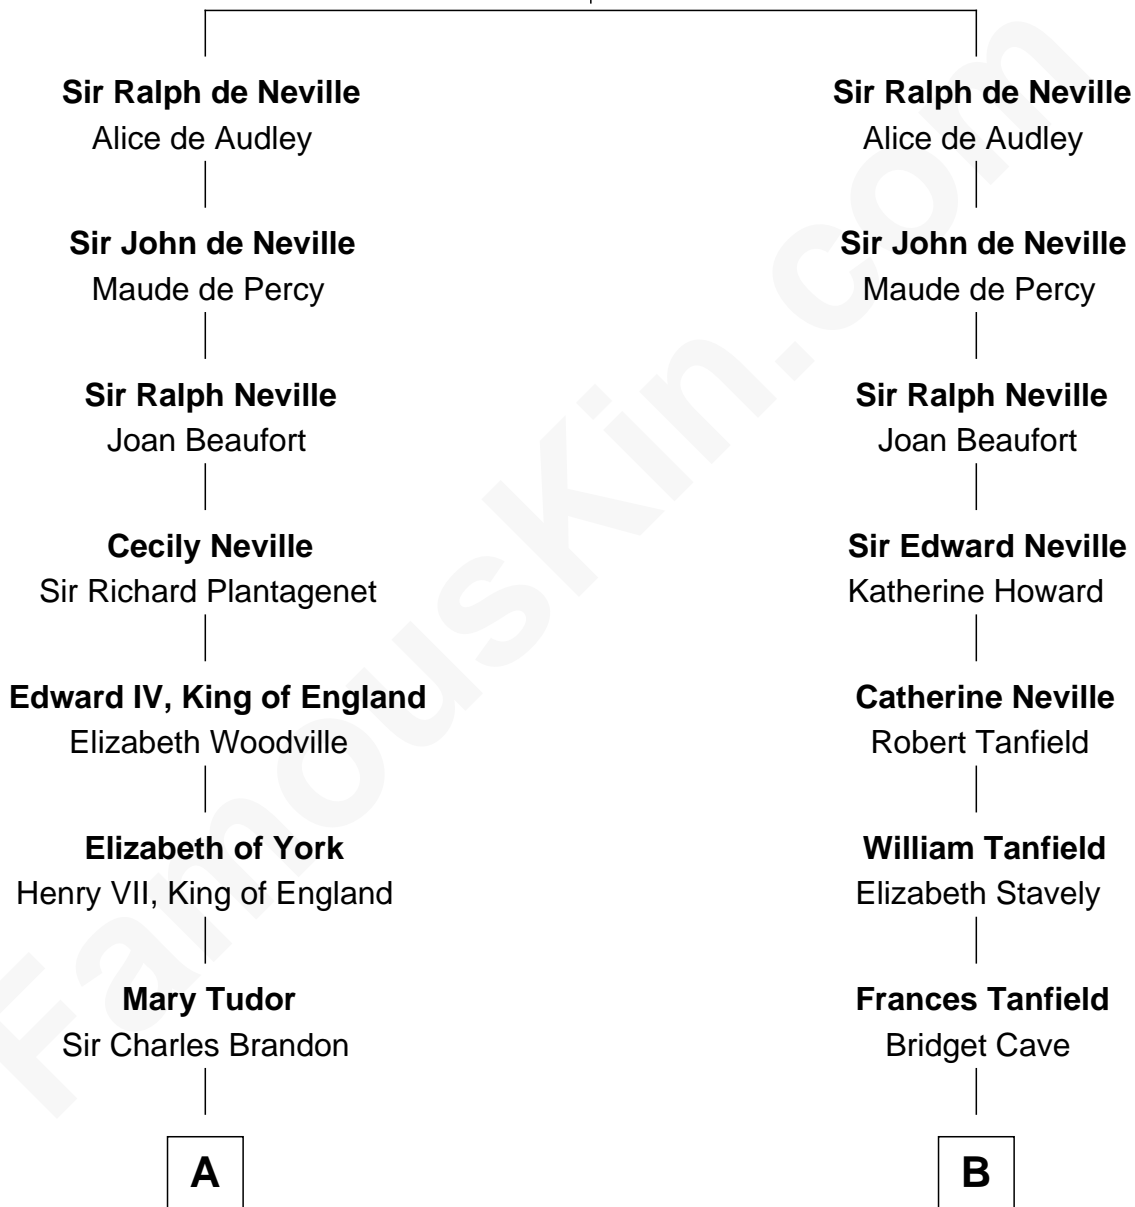 Sir Ralph de Neville
Alice de Audley
Sir John de Neville
Maude de Percy
Sir Ralph Neville
Joan Beaufort
Cecily Neville
Sir Richard Plantagenet
Edward IV, King of England
Elizabeth Woodville
Elizabeth of York
Henry VII, King of England
Mary Tudor
Sir Charles Brandon
A
Sir Ralph de Neville
Alice de Audley
Sir John de Neville
Maude de Percy
Sir Ralph Neville
Joan Beaufort
Sir Edward Neville
Katherine Howard
Catherine Neville
Robert Tanfield
William Tanfield
Elizabeth Stavely
Frances Tanfield
Bridget Cave
B
FamousKin.com